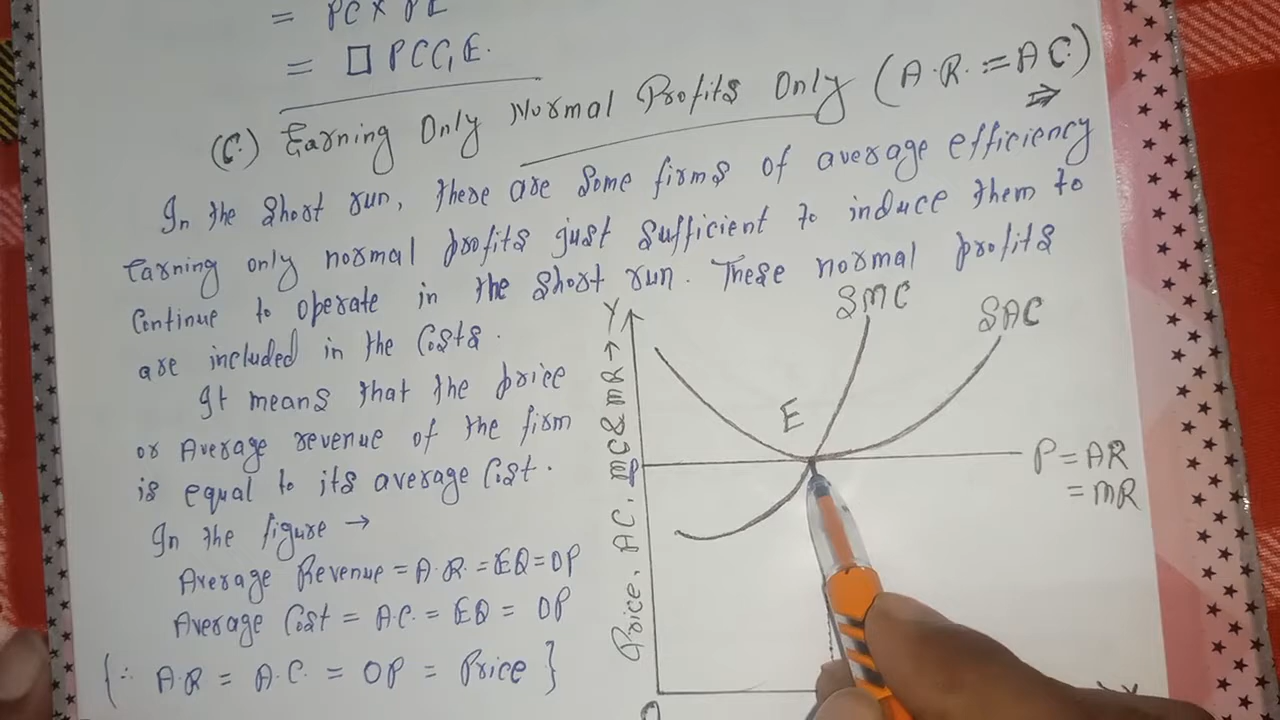 = PC X PE
= □ PCC₁E.
(C.) Earning Only Normal Profits Only (A.R. = A.C.)
⇒
In the Short run, there are Some firms of average efficiency
Earning only normal profits just Sufficient to induce them to
Continue to operate in the Short run. These normal profits
are included in the Costs.
It means that the price
or Average revenue of the firm
is equal to its average Cost.
In the figure →
Average Revenue = A.R. = EQ = OP
Average Cost = A.C. = EQ = OP
{∴ A.R = A.C. = OP = Price}
Y
SMC
SAC
E
P
P = AR
= MR
Price, AC, MC & MR →